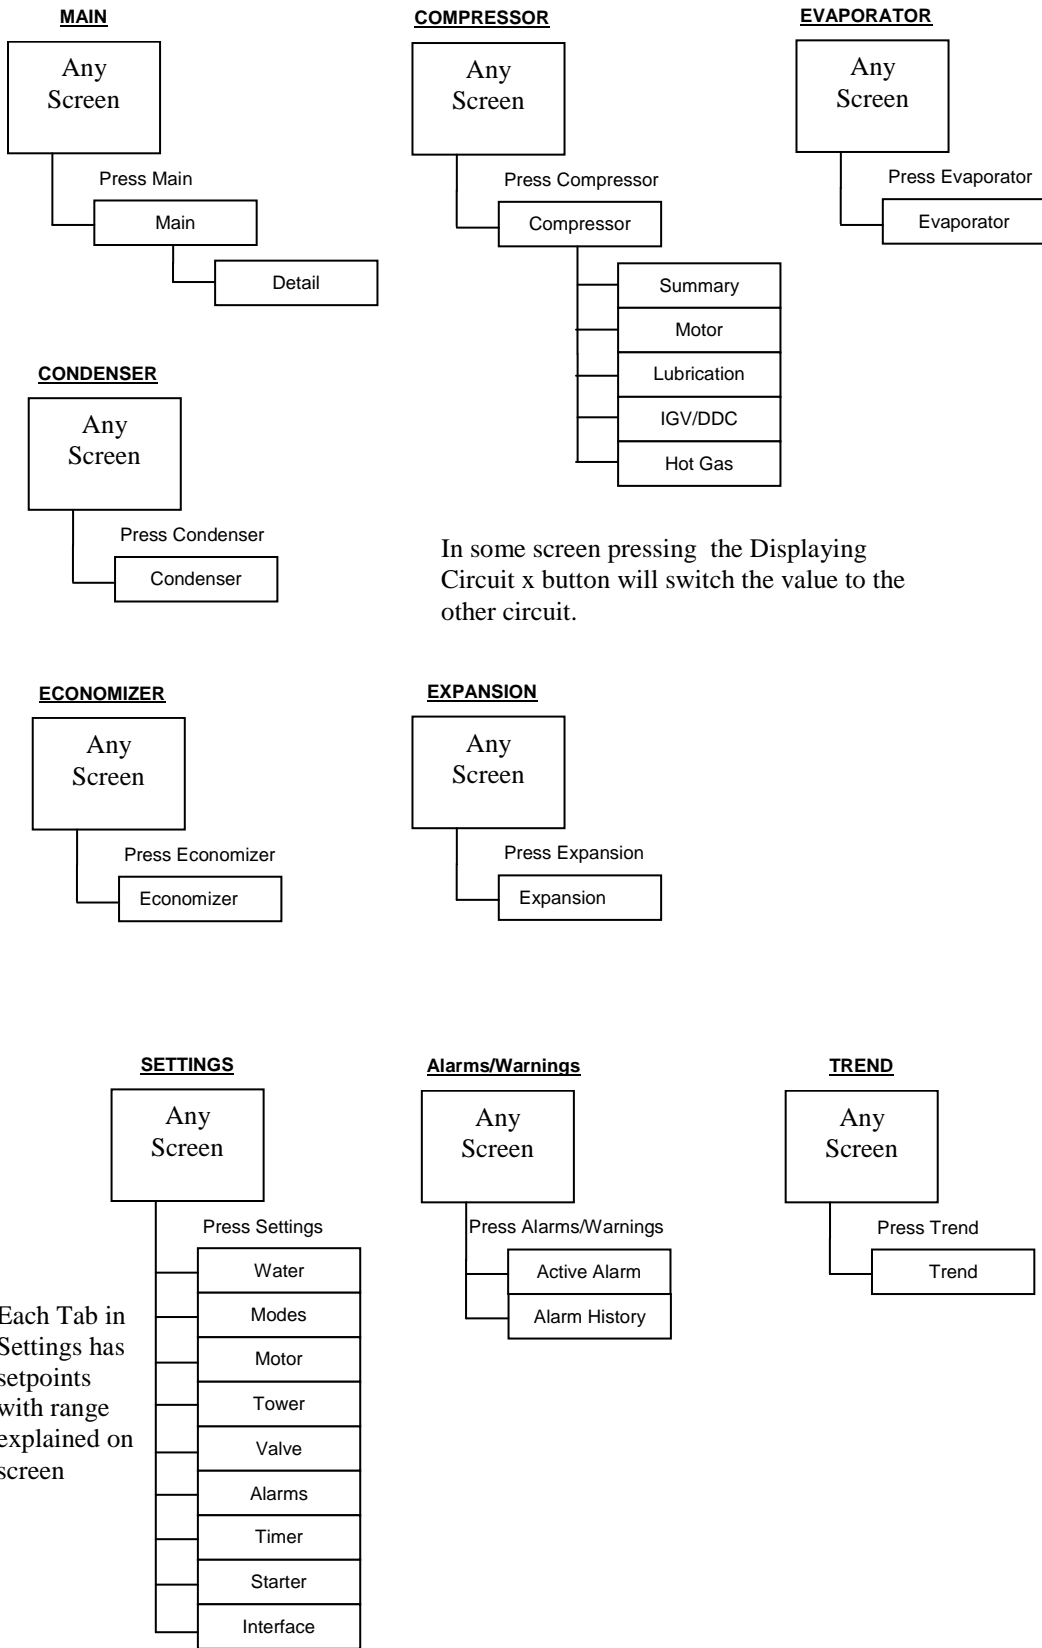 MAIN
Any
Screen
Press Main
Main
Detail
COMPRESSOR
Any
Screen
Press Compressor
Compressor
Summary
Motor
Lubrication
IGV/DDC
Hot Gas
EVAPORATOR
Any
Screen
Press Evaporator
Evaporator
CONDENSER
Any
Screen
Press Condenser
Condenser
In some screen pressing the Displaying
Circuit x button will switch the value to the
other circuit.
ECONOMIZER
Any
Screen
Press Economizer
Economizer
EXPANSION
Any
Screen
Press Expansion
Expansion
SETTINGS
Any
Screen
Press Settings
Water
Modes
Motor
Tower
Valve
Alarms
Timer
Starter
Interface
Each Tab in
Settings has
setpoints
with range
explained on
screen
Alarms/Warnings
Any
Screen
Press Alarms/Warnings
Active Alarm
Alarm History
TREND
Any
Screen
Press Trend
Trend